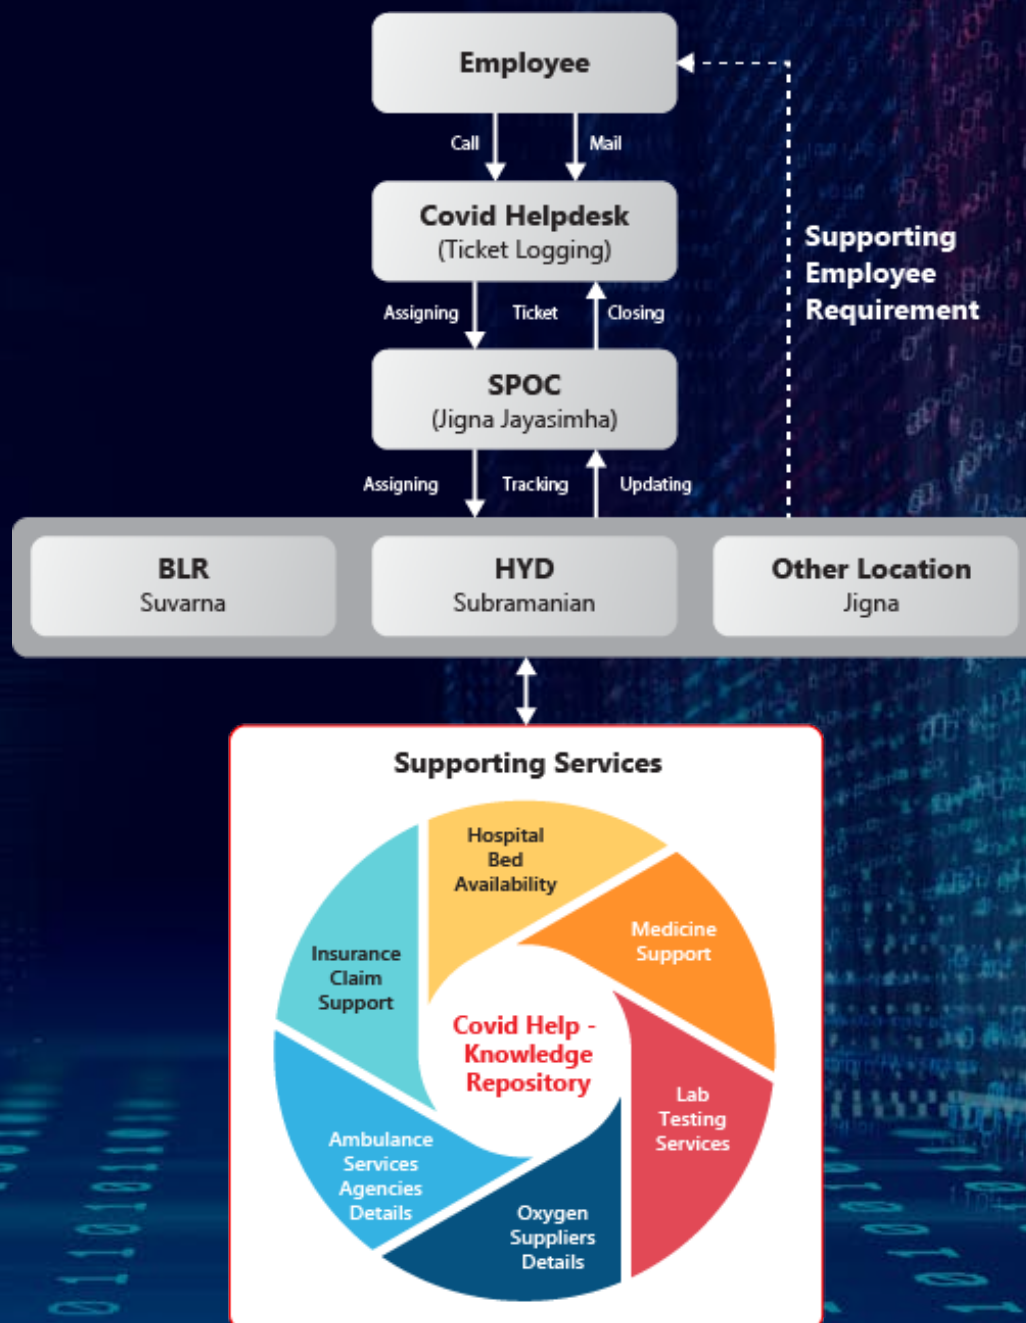 Employee
Call
Mail
Covid Helpdesk
(Ticket Logging)
Supporting
Employee
Requirement
Assigning
Ticket
Closing
SPOC
(Jigna Jayasimha)
Assigning
Tracking
Updating
BLR
Suvarna
HYD
Subramanian
Other Location
Jigna
Supporting Services
Hospital
Bed
Availability
Medicine
Support
Insurance
Claim
Support
Covid Help -
Knowledge
Repository
Lab
Testing
Services
Ambulance
Services
Agencies
Details
Oxygen
Suppliers
Details